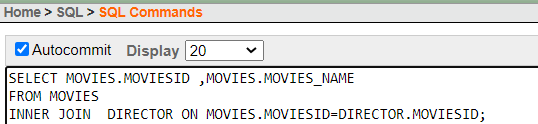 Home > SQL > SQL Commands
Autocommit Display 20
SELECT MOVIES.MOVIESID ,MOVIES.MOVIES_NAME
FROM MOVIES
INNER JOIN  DIRECTOR ON MOVIES.MOVIESID=DIRECTOR.MOVIESID;